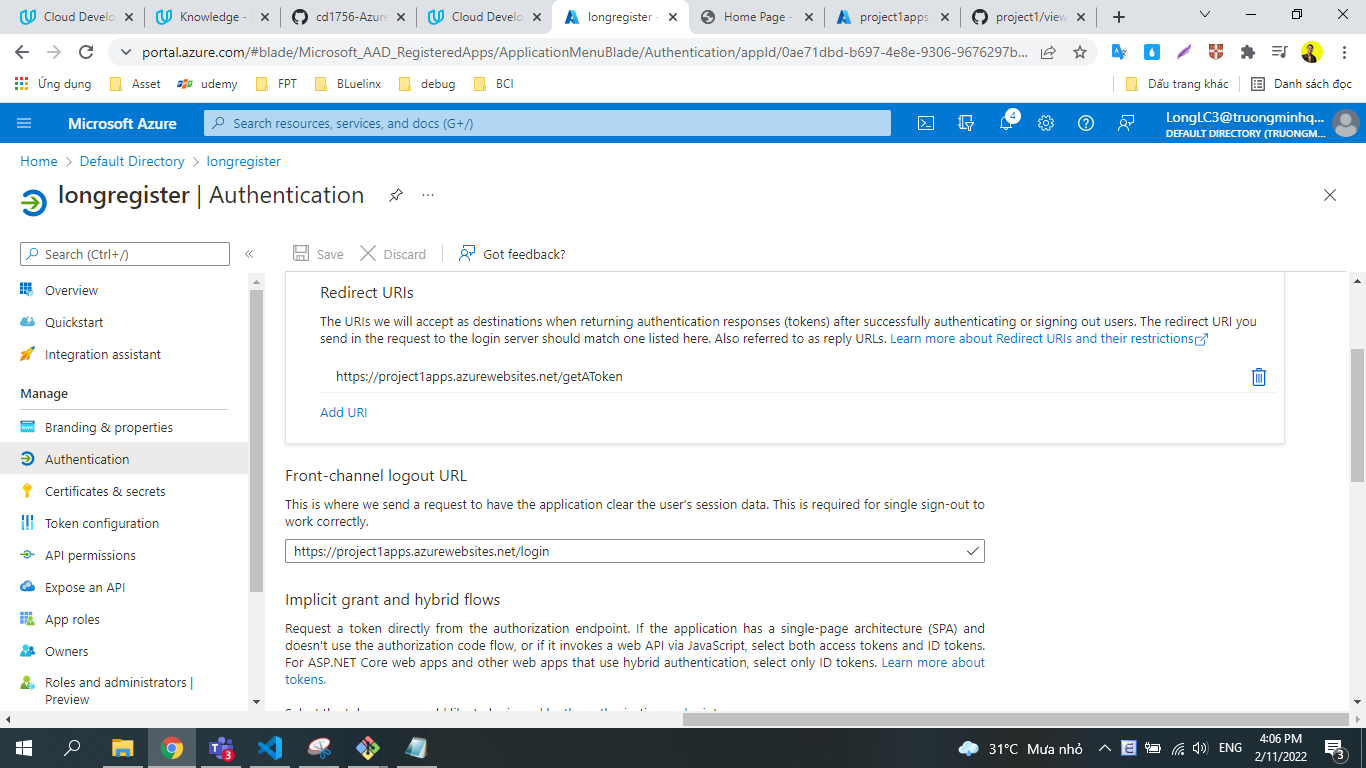 Cloud Develo
Knowledge -
cd1756-Azure
Cloud Develo
longregister -
Home Page -
project1apps
project1/view
portal.azure.com/#blade/Microsoft_AAD_RegisteredApps/ApplicationMenuBlade/Authentication/appId/0ae71dbd-b697-4e8e-9306-9676297b...
Ứng dụng
Asset
udemy
FPT
BLuelinx
debug
BCI
Dấu trang khác
Danh sách đọc
Microsoft Azure
Search resources, services, and docs (G+/)
4
LongLC3@truongminhq...
DEFAULT DIRECTORY (TRUONGM...
Home > Default Directory > longregister
longregister | Authentication
Search (Ctrl+/)
Save
Discard
Got feedback?
Overview
Quickstart
Integration assistant
Manage
Branding & properties
Authentication
Certificates & secrets
Token configuration
API permissions
Expose an API
App roles
Owners
Roles and administrators |
Preview
Redirect URIs
The URIs we will accept as destinations when returning authentication responses (tokens) after successfully authenticating or signing out users. The redirect URI you
send in the request to the login server should match one listed here. Also referred to as reply URLs. Learn more about Redirect URIs and their restrictions
https://project1apps.azurewebsites.net/getAToken
Add URI
Front-channel logout URL
This is where we send a request to have the application clear the user's session data. This is required for single sign-out to
work correctly.
https://project1apps.azurewebsites.net/login
Implicit grant and hybrid flows
Request a token directly from the authorization endpoint. If the application has a single-page architecture (SPA) and
doesn't use the authorization code flow, or if it invokes a web API via JavaScript, select both access tokens and ID tokens.
For ASP.NET Core web apps and other web apps that use hybrid authentication, select only ID tokens. Learn more about
tokens.
3
31°C Mưa nhỏ
ENG
4:06 PM
2/11/2022
3